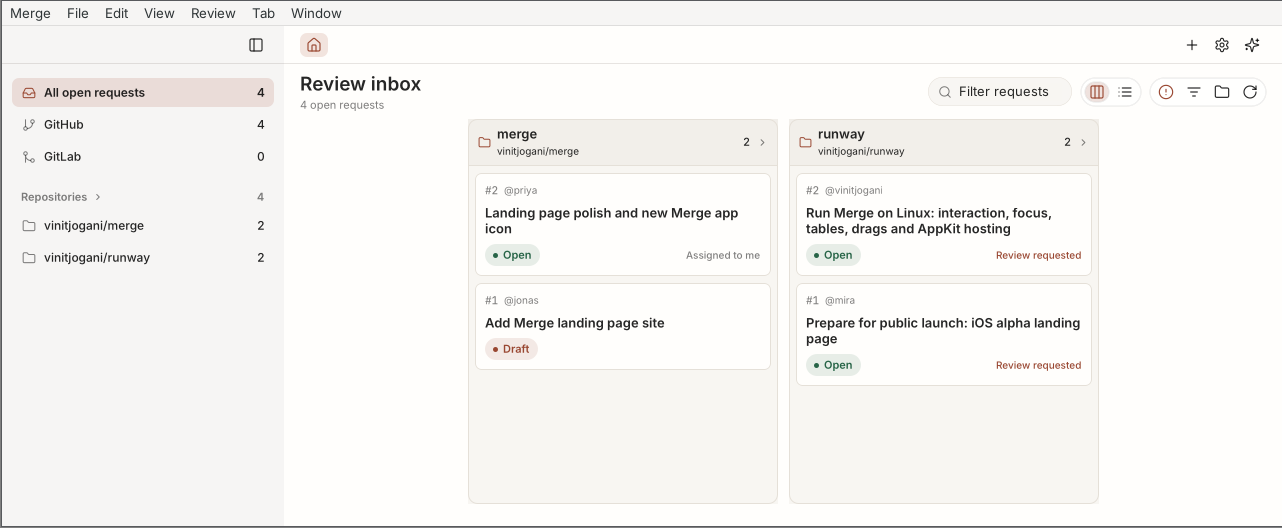 Merge File Edit View Review Tab Window
All open requests 4
GitHub 4
GitLab 0
Repositories 4
vinitjogani/merge 2
vinitjogani/runway 2
Review inbox
4 open requests
Filter requests
merge
vinitjogani/merge
2
#2 @priya
Landing page polish and new Merge app
icon
Open
Assigned to me
#1 @jonas
Add Merge landing page site
Draft
runway
vinitjogani/runway
2
#2 @vinitjogani
Run Merge on Linux: interaction, focus,
tables, drags and AppKit hosting
Open
Review requested
#1 @mira
Prepare for public launch: iOS alpha landing
page
Open
Review requested